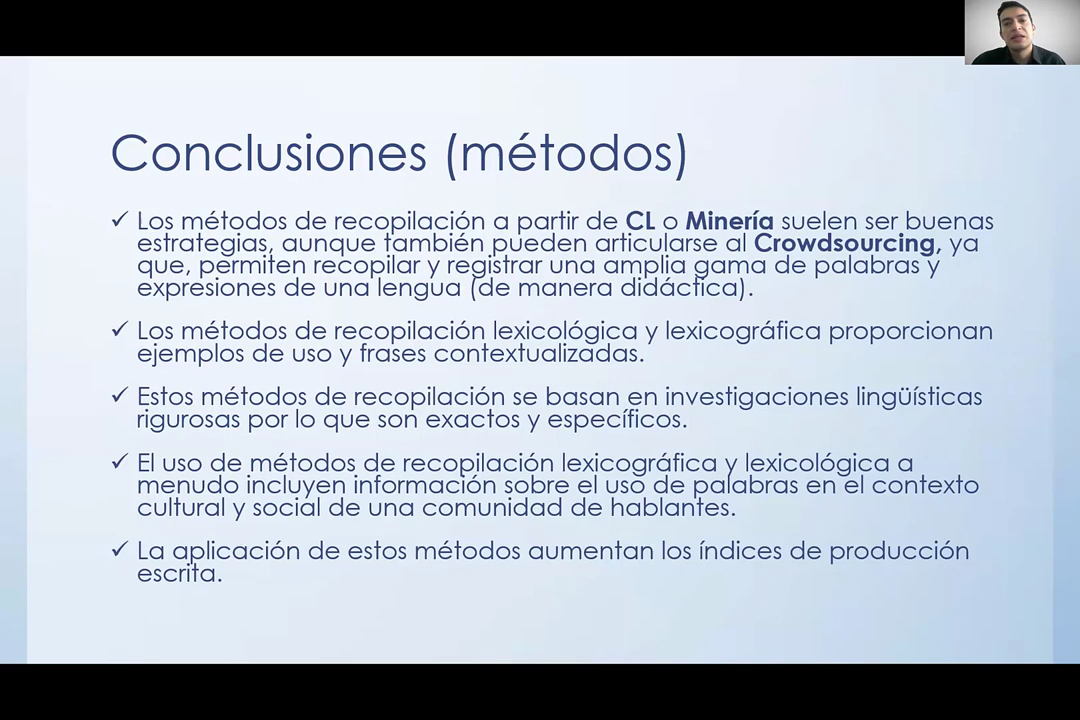 Conclusiones (métodos)
✓ Los métodos de recopilación a partir de CL o Minería suelen ser buenas
estrategias, aunque también pueden articularse al Crowdsourcing, ya
que, permiten recopilar y registrar una amplia gama de palabras y
expresiones de una lengua (de manera didáctica).
✓ Los métodos de recopilación lexicológica y lexicográfica proporcionan
ejemplos de uso y frases contextualizadas.
✓ Estos métodos de recopilación se basan en investigaciones lingüísticas
rigurosas por lo que son exactos y específicos.
✓ El uso de métodos de recopilación lexicográfica y lexicológica a
menudo incluyen información sobre el uso de palabras en el contexto
cultural y social de una comunidad de hablantes.
✓ La aplicación de estos métodos aumentan los índices de producción
escrita.